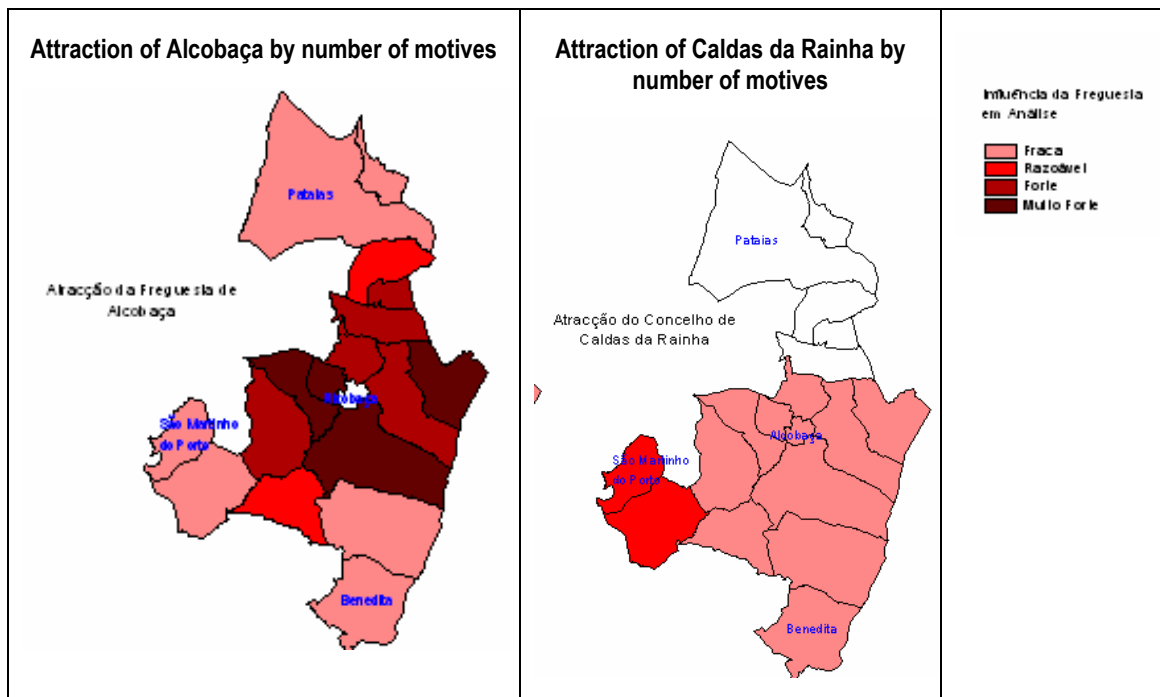 Attraction of Alcobaça by number of motives
Pataias
Atracção da Freguesia de
Alcobaça
Alcobaça
São Martinho
do Porto
Benedita
Attraction of Caldas da Rainha by
number of motives
Pataias
Atracção do Concelho de
Caldas da Rainha
Alcobaça
São Martinho
do Porto
Benedita
Influência da Freguesia
em Análise
Fraca
Razoável
Forte
Muito Forte